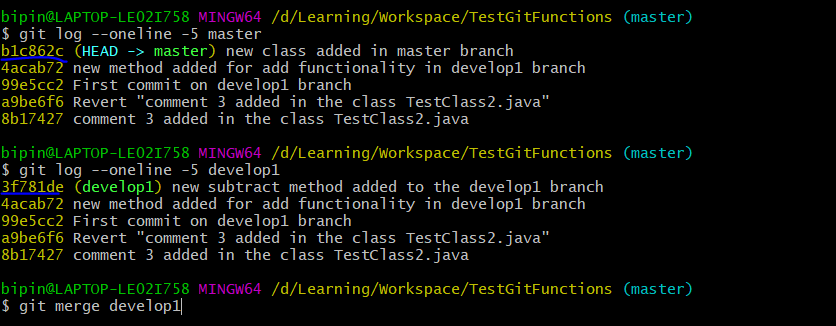 bipin@LAPTOP-LEO2I758 MINGW64 /d/Learning/Workspace/TestGitFunctions (master)
$ git log --oneline -5 master
b1c862c (HEAD -> master) new class added in master branch
4acab72 new method added for add functionality in develop1 branch
99e5cc2 First commit on develop1 branch
a9be6f6 Revert "comment 3 added in the class TestClass2.java"
8b17427 comment 3 added in the class TestClass2.java
bipin@LAPTOP-LEO2I758 MINGW64 /d/Learning/Workspace/TestGitFunctions (master)
$ git log --oneline -5 develop1
3f781de (develop1) new subtract method added to the develop1 branch
4acab72 new method added for add functionality in develop1 branch
99e5cc2 First commit on develop1 branch
a9be6f6 Revert "comment 3 added in the class TestClass2.java"
8b17427 comment 3 added in the class TestClass2.java
bipin@LAPTOP-LEO2I758 MINGW64 /d/Learning/Workspace/TestGitFunctions (master)
$ git merge develop1